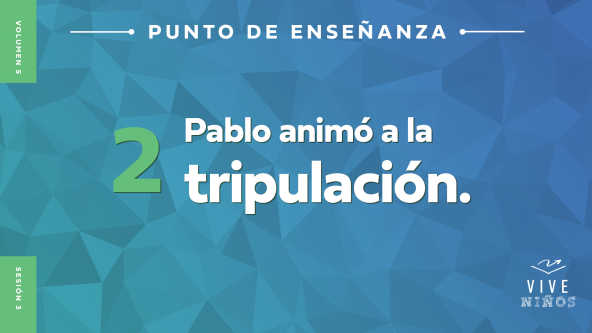 VOLUMEN 5
PUNTO DE ENSEÑANZA
2
Pablo animó a la
tripulación.
SESIÓN 3
VIVE
NIÑOS